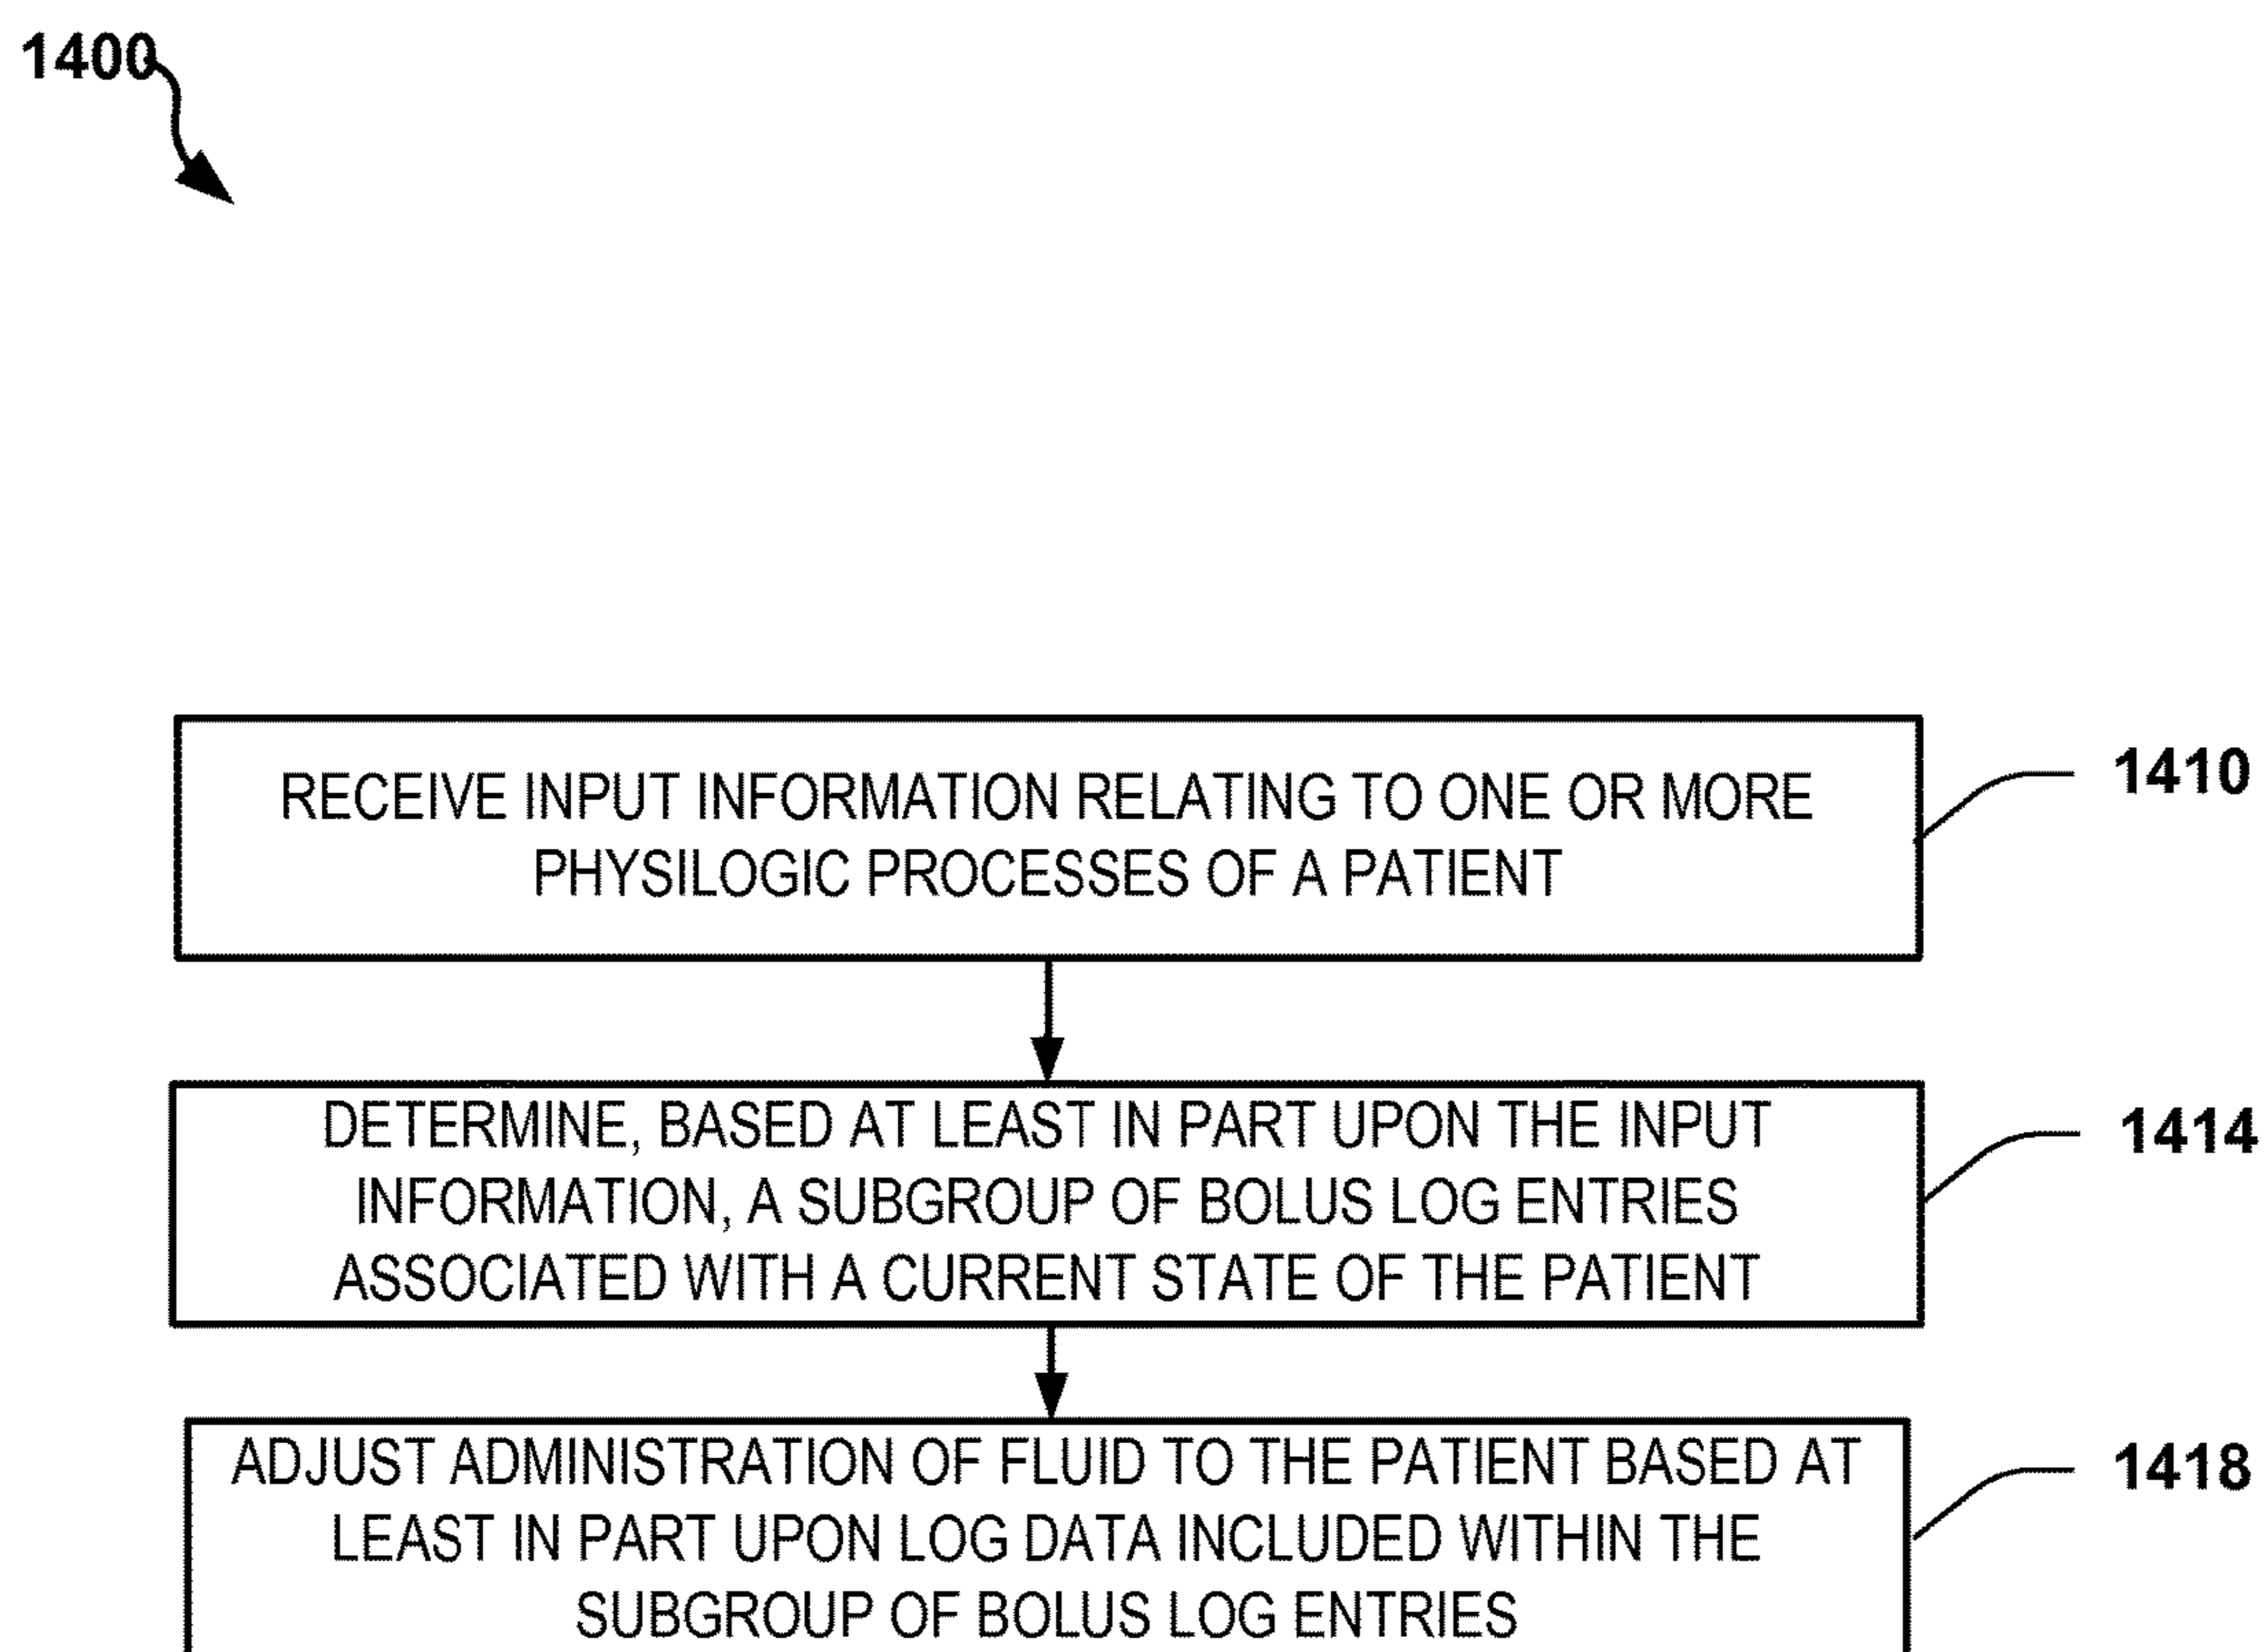 1400
RECEIVE INPUT INFORMATION RELATING TO ONE OR MORE
PHYSILOGIC PROCESSES OF A PATIENT
1410
DETERMINE, BASED AT LEAST IN PART UPON THE INPUT
INFORMATION, A SUBGROUP OF BOLUS LOG ENTRIES
ASSOCIATED WITH A CURRENT STATE OF THE PATIENT
1414
ADJUST ADMINISTRATION OF FLUID TO THE PATIENT BASED AT
LEAST IN PART UPON LOG DATA INCLUDED WITHIN THE
SUBGROUP OF BOLUS LOG ENTRIES
1418